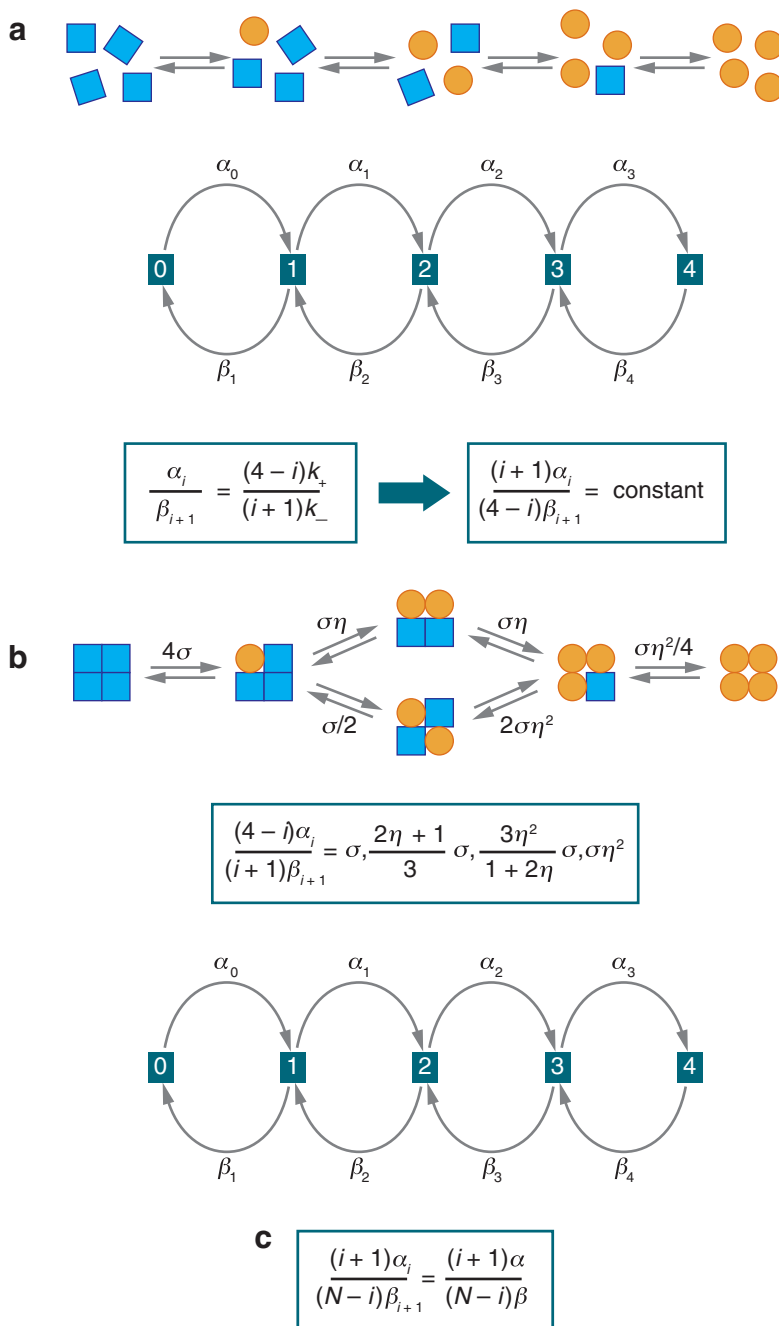 a
α₀ α₁ α₂ α₃
0 1 2 3 4
β₁ β₂ β₃ β₄
αᵢ / βᵢ₊₁ = (4 – i)k₊ / (i + 1)k₋
(i + 1)αᵢ / (4 – i)βᵢ₊₁ = constant
b
4σ ση ση ση²/4
σ/2 2ση²
(4 – i)αᵢ / (i + 1)βᵢ₊₁ = σ, 2η + 1 / 3 σ, 3η² / 1 + 2η σ, ση²
α₀ α₁ α₂ α₃
0 1 2 3 4
β₁ β₂ β₃ β₄
c
(i + 1)αᵢ / (N – i)βᵢ₊₁ = (i + 1)α / (N – i)β